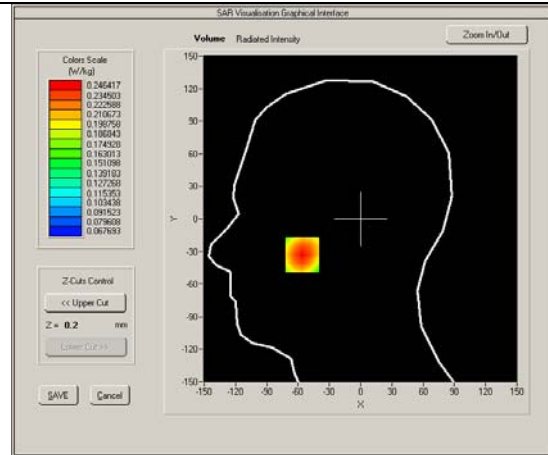 SAR Visualisation Graphical Interface
Volume Radiated Intensity
Zoom In/Out
Colors Scale
(W/kg)
0.246417
0.234503
0.222588
0.210673
0.198758
0.186843
0.174928
0.163013
0.151098
0.139183
0.127268
0.115353
0.103438
0.091523
0.079608
0.067693
Z-Cuts Control
<< Upper Cut
Z = 0.2 mm
Lower Cut >>
SAVE Cancel
150
120
90
60
30
0
-30
-60
-90
-120
-150
Y
-150 -120 -90 -60 -30 0 30 60 90 120 150
X